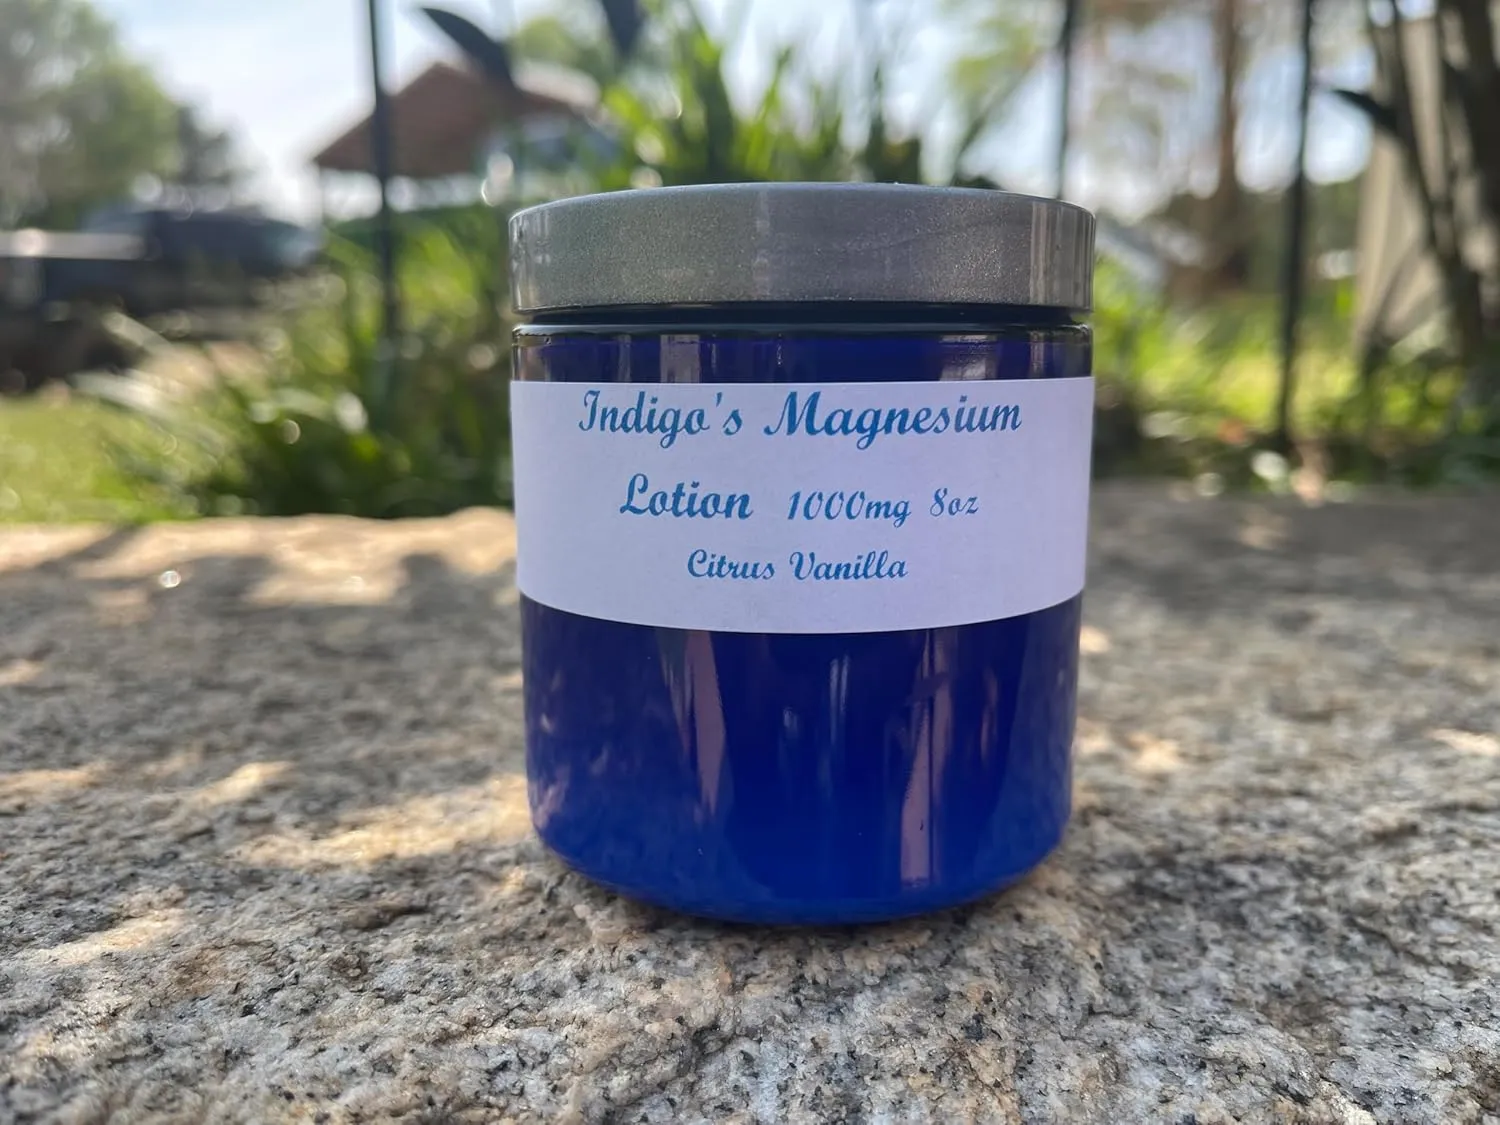 Indigo's Magnesium
Lotion 1000mg 8oz
Citrus Vanilla